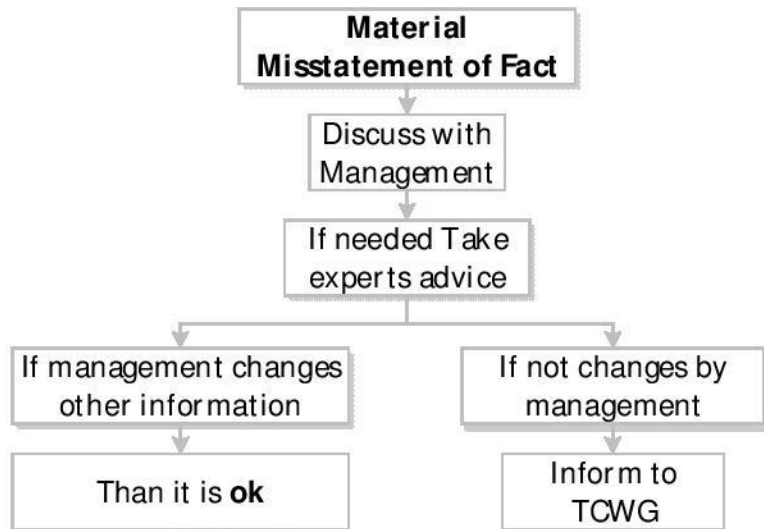 Material
Misstatement of Fact
Discuss with
Management
If needed Take
experts advice
If management changes
other information
If not changes by
management
Than it is ok
Inform to
TCWG